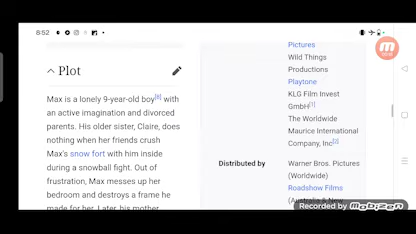 8:52
Plot
Max is a lonely 9-year-old boy[8] with
an active imagination and divorced
parents. His older sister, Claire, does
nothing when her friends crush
Max's snow fort with him inside
during a snowball fight. Out of
frustration, Max messes up her
bedroom and destroys a frame he
made for her. Later, his mother
Pictures
Wild Things
Productions
Playtone
KLG Film Invest
GmbH[1]
The Worldwide
Maurice International
Company, Inc[2]
Distributed by
Warner Bros. Pictures
(Worldwide)
Roadshow Films
(Australia & New
Recorded by Mobizen